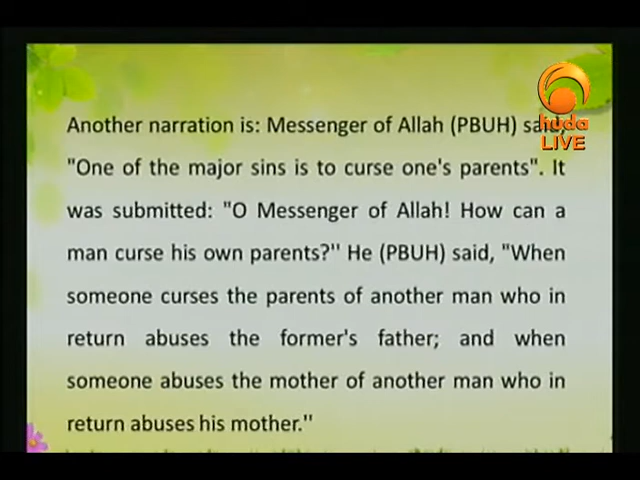 Another narration is: Messenger of Allah (PBUH) said,
"One of the major sins is to curse one's parents". It
was submitted: "O Messenger of Allah! How can a
man curse his own parents?'' He (PBUH) said, "When
someone curses the parents of another man who in
return abuses the former's father; and when
someone abuses the mother of another man who in
return abuses his mother.''
huda
LIVE